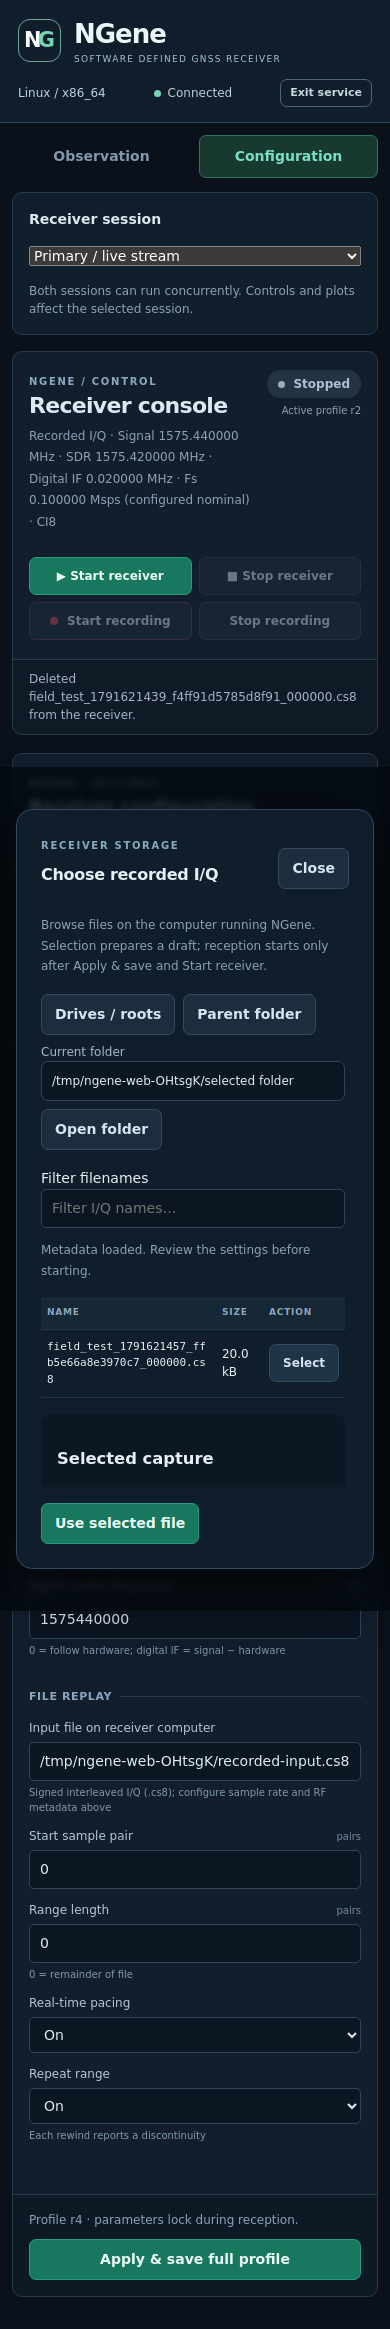 NG NGene
SOFTWARE DEFINED GNSS RECEIVER
Linux / x86_64 Connected Exit service
Observation Configuration
Receiver session
Primary / live stream
Both sessions can run concurrently. Controls and plots
affect the selected session.
NGENE / CONTROL
Stopped
Receiver console
Active profile r2
Recorded I/Q · Signal 1575.440000
MHz · SDR 1575.420000 MHz ·
Digital IF 0.020000 MHz · Fs
0.100000 Msps (configured nominal)
· CI8
▶ Start receiver ■ Stop receiver
Start recording Stop recording
Deleted
field_test_1791621439_f4ff91d5785d8f91_000000.cs8
from the receiver.
Receiver configuration
RECEIVER STORAGE
Choose recorded I/Q
Close
Browse files on the computer running NGene.
Selection prepares a draft; reception starts only
after Apply & save and Start receiver.
Drives / roots Parent folder
Current folder
/tmp/ngene-web-OHtsgK/selected folder
Open folder
Filter filenames
Filter I/Q names...
Metadata loaded. Review the settings before
starting.
NAME SIZE ACTION
field_test_1791621457_ff
b5e66a8e3970c7_000000.cs
8
20.0
kB
Select
Selected capture
Use selected file
1575440000
0 = follow hardware; digital IF = signal − hardware
FILE REPLAY
Input file on receiver computer
/tmp/ngene-web-OHtsgK/recorded-input.cs8
Signed interleaved I/Q (.cs8); configure sample rate and RF
metadata above
Start sample pair pairs
0
Range length pairs
0
0 = remainder of file
Real-time pacing
On
Repeat range
On
Each rewind reports a discontinuity
Profile r4 · parameters lock during reception.
Apply & save full profile